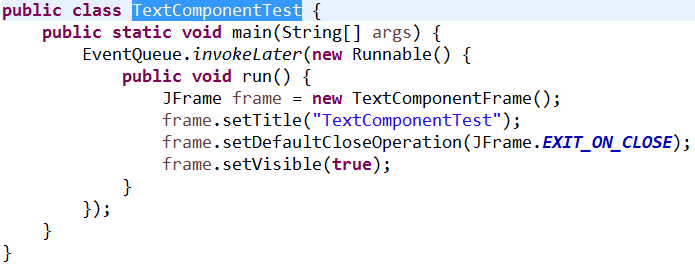 public class TextComponentTest {
    public static void main(String[] args) {
        EventQueue.invokeLater(new Runnable() {
            public void run() {
                JFrame frame = new TextComponentFrame();
                frame.setTitle("TextComponentTest");
                frame.setDefaultCloseOperation(JFrame.EXIT_ON_CLOSE);
                frame.setVisible(true);
            }
        });
    }
}